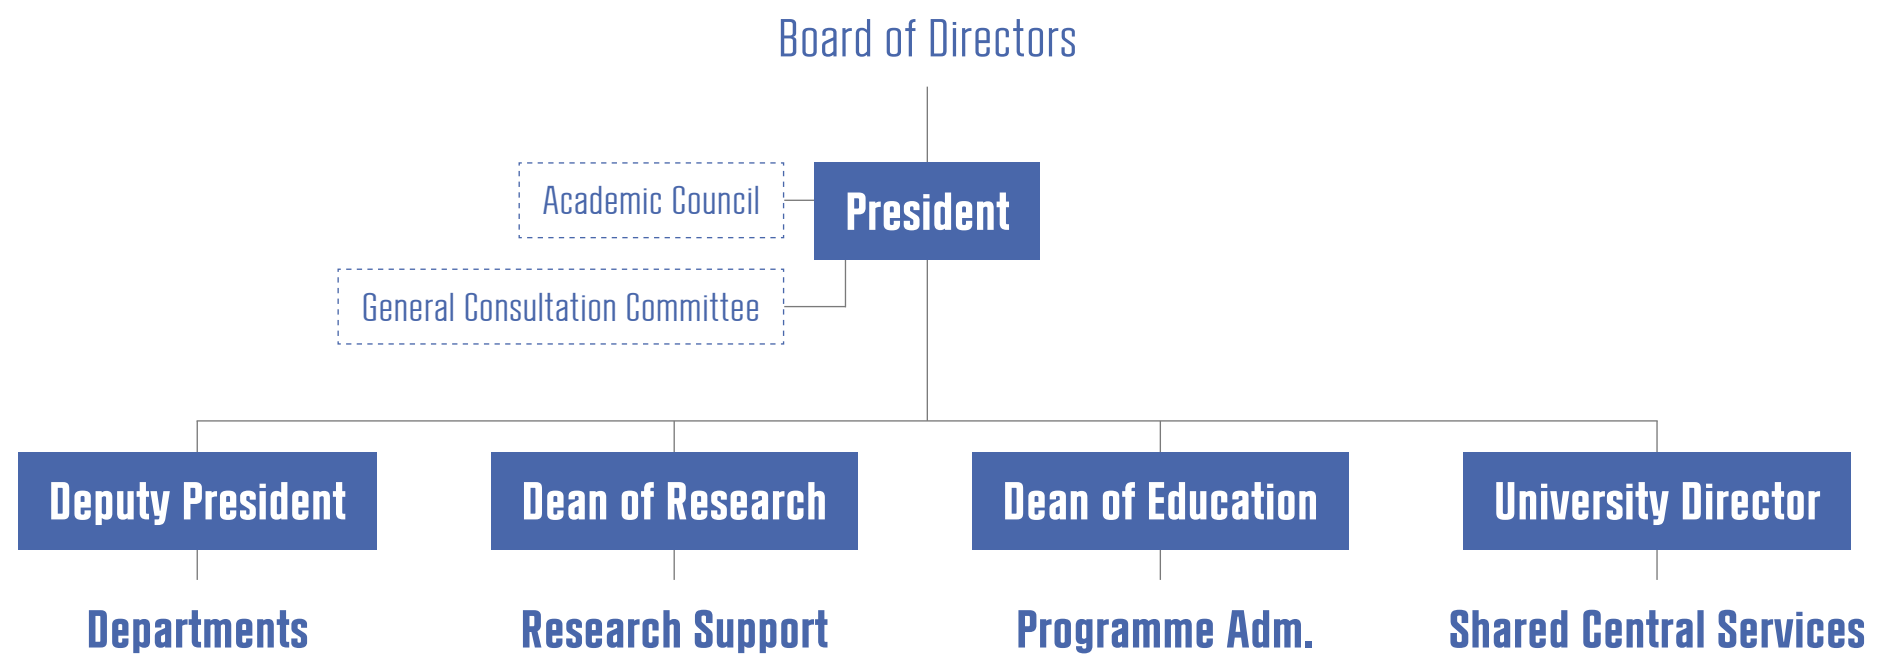 Board of Directors
Academic Council
President
General Consultation Committee
Deputy President
Dean of Research
Dean of Education
University Director
Departments
Research Support
Programme Adm.
Shared Central Services